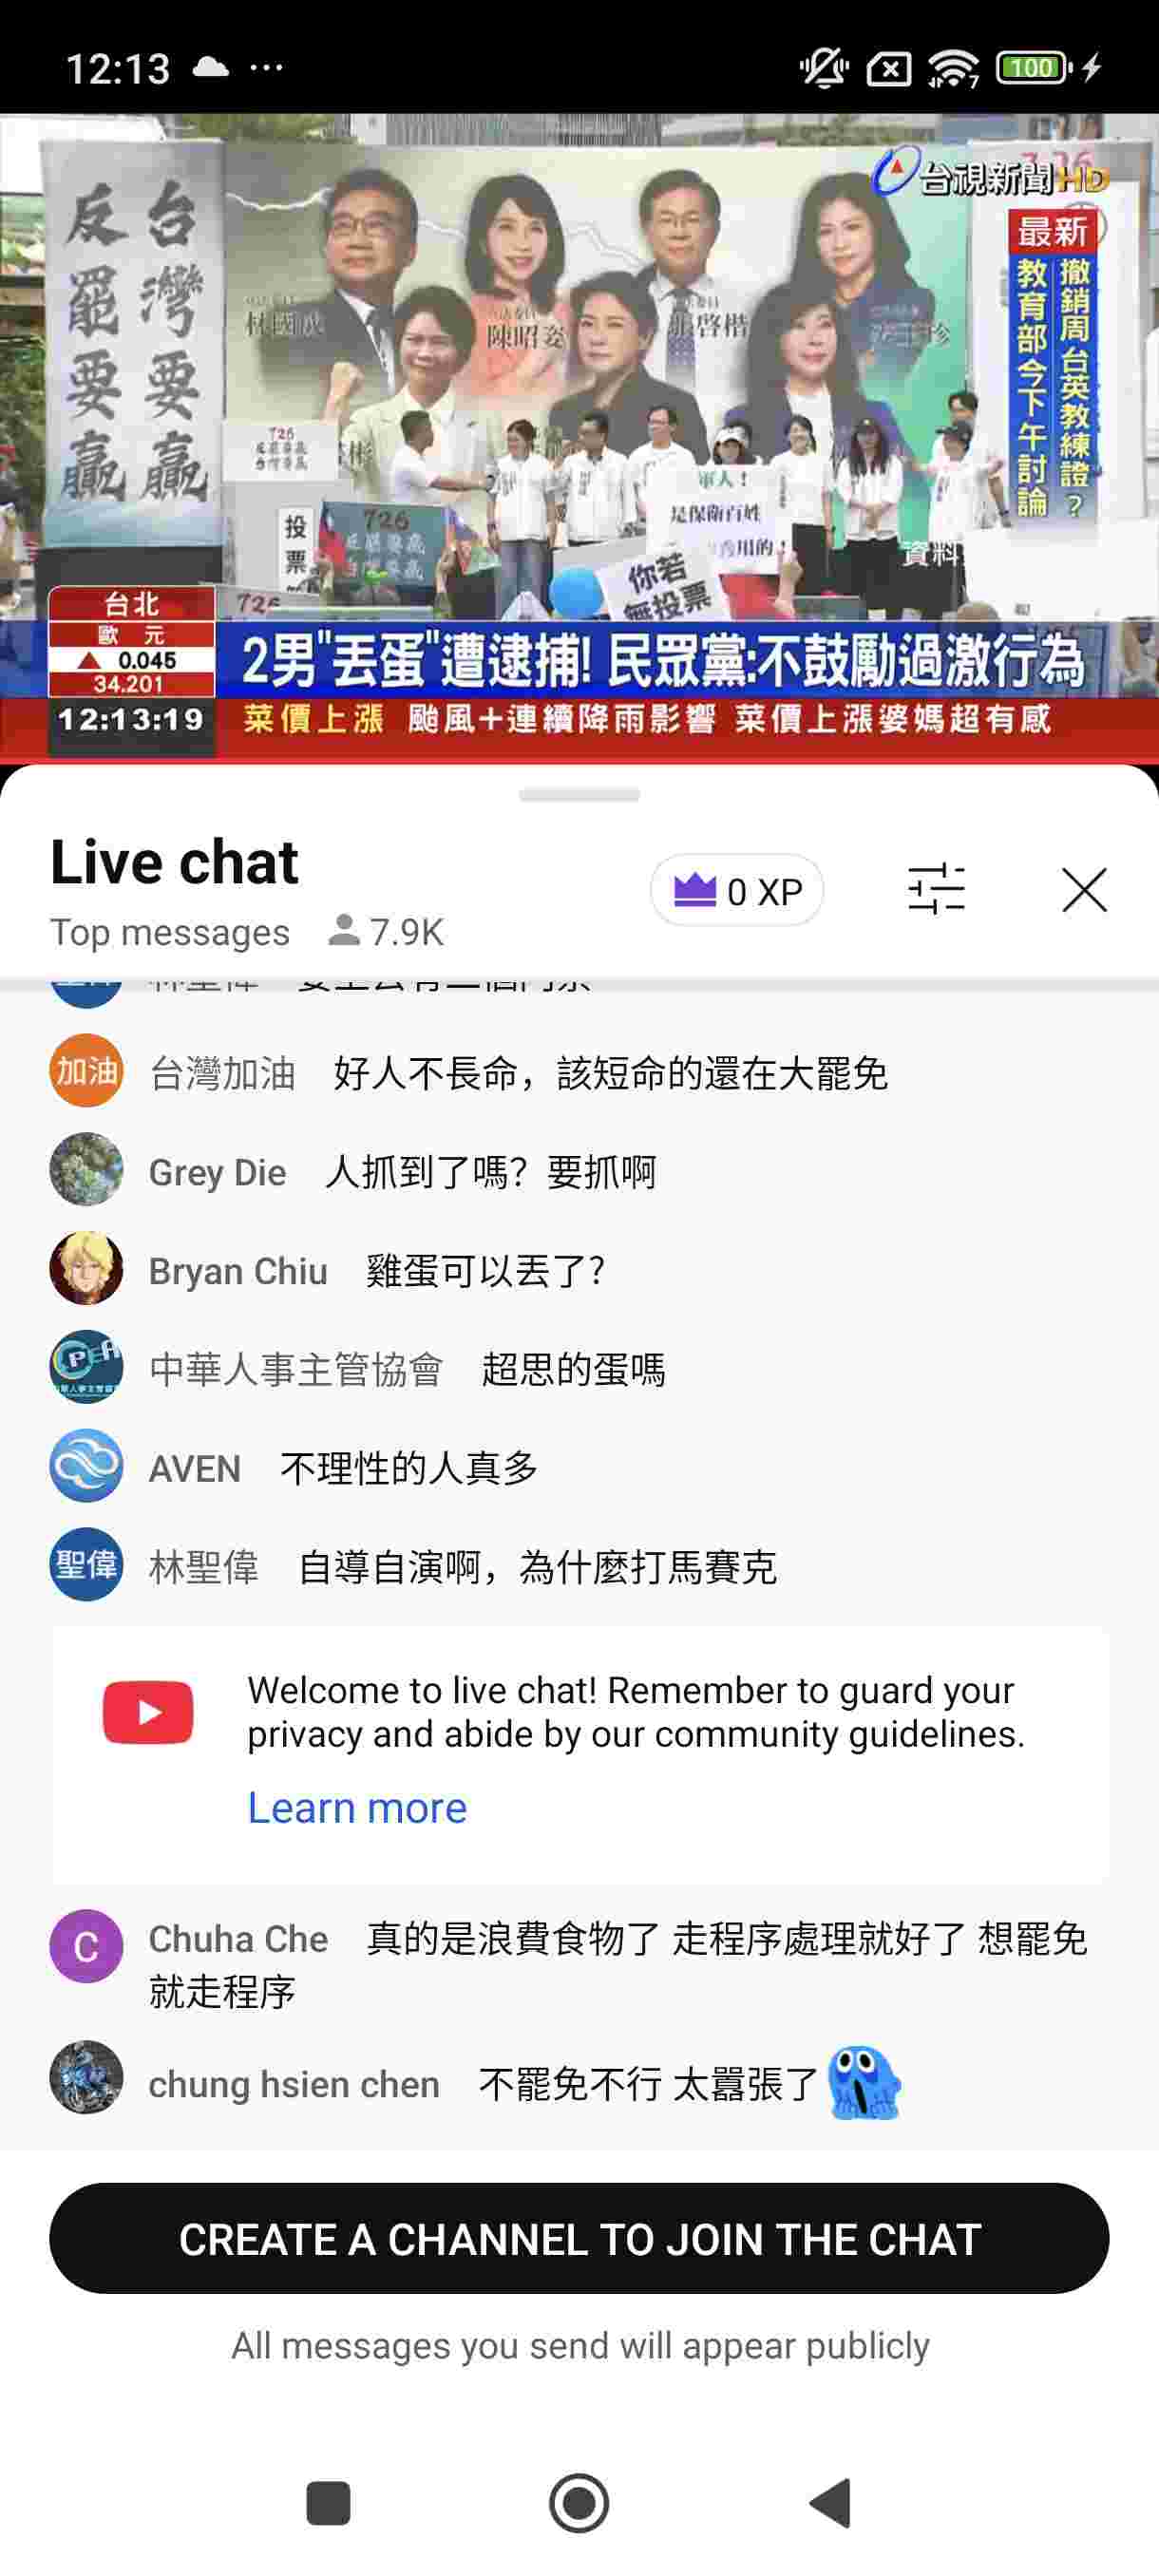 12:13
100
台視新聞HD
反罷要贏
台灣要贏
最新
撤銷周台英教練證?
教育部今下午討論
陳昭姿
張啓楷
726
投票
726
軍人!
是保衛百姓
你若
無投票
資料
726
台北
歐 元
▲ 0.045
34.201
12:13:19
2男"丟蛋"遭逮捕! 民眾黨:不鼓勵過激行為
菜價上漲 颱風+連續降雨影響 菜價上漲婆媽超有感
Live chat
Top messages 7.9K
0 XP
加油 台灣加油 好人不長命，該短命的還在大罷免
Grey Die 人抓到了嗎？要抓啊
Bryan Chiu 雞蛋可以丟了?
中華人事主管協會 超思的蛋嗎
AVEN 不理性的人真多
聖偉 林聖偉 自導自演啊，為什麼打馬賽克
Welcome to live chat! Remember to guard your
privacy and abide by our community guidelines.
Learn more
C Chuha Che 真的是浪費食物了 走程序處理就好了 想罷免
就走程序
chung hsien chen 不罷免不行 太囂張了
CREATE A CHANNEL TO JOIN THE CHAT
All messages you send will appear publicly